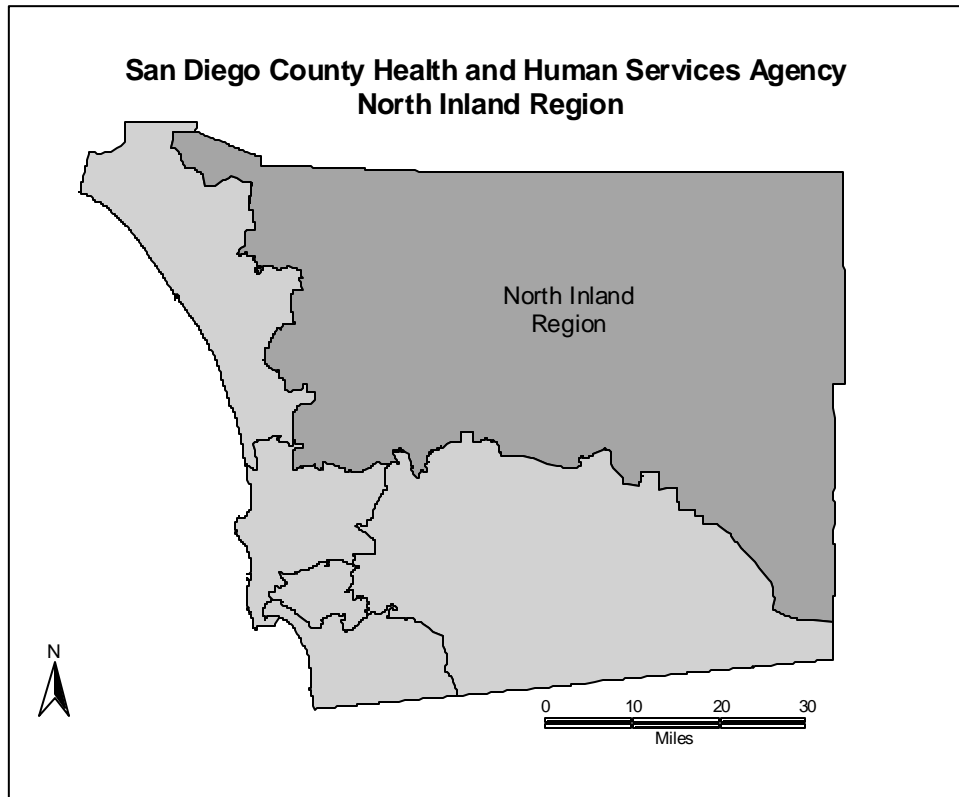 San Diego County Health and Human Services Agency
North Inland Region
North Inland
Region
N
0 10 20 30
Miles